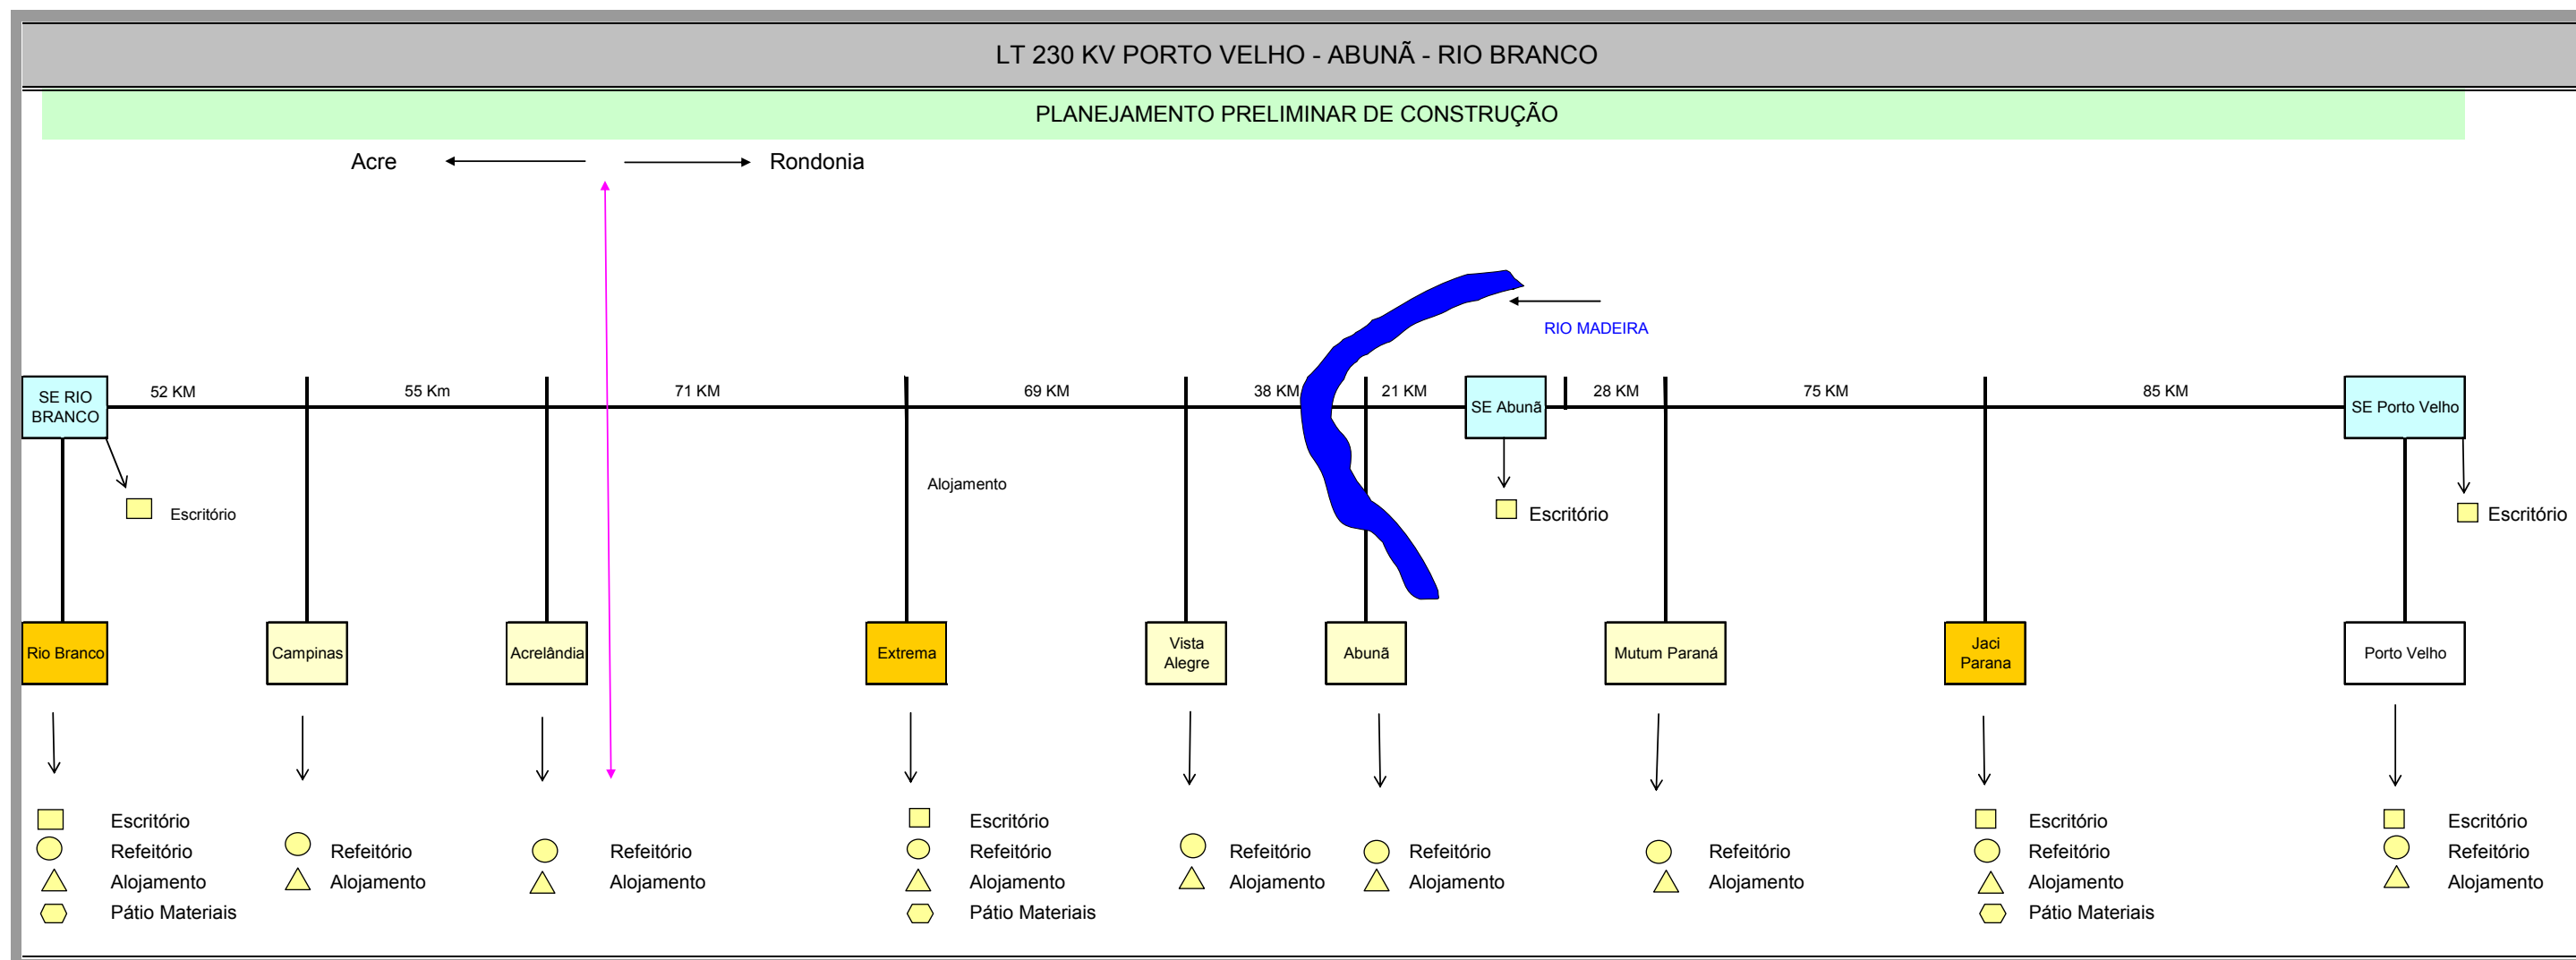 LT 230 KV PORTO VELHO - ABUNÃ - RIO BRANCO
PLANEJAMENTO PRELIMINAR DE CONSTRUÇÃO
Acre
Rondonia
RIO MADEIRA
SE RIO
BRANCO
52 KM
55 Km
71 KM
69 KM
38 KM
21 KM
SE Abunã
28 KM
75 KM
85 KM
SE Porto Velho
Alojamento
Escritório
Escritório
Escritório
Rio Branco
Campinas
Acrelândia
Extrema
Vista
Alegre
Abunã
Mutum Paraná
Jaci
Parana
Porto Velho
Escritório
Refeitório
Alojamento
Pátio Materiais
Refeitório
Alojamento
Refeitório
Alojamento
Escritório
Refeitório
Alojamento
Pátio Materiais
Refeitório
Alojamento
Refeitório
Alojamento
Refeitório
Alojamento
Escritório
Refeitório
Alojamento
Pátio Materiais
Escritório
Refeitório
Alojamento